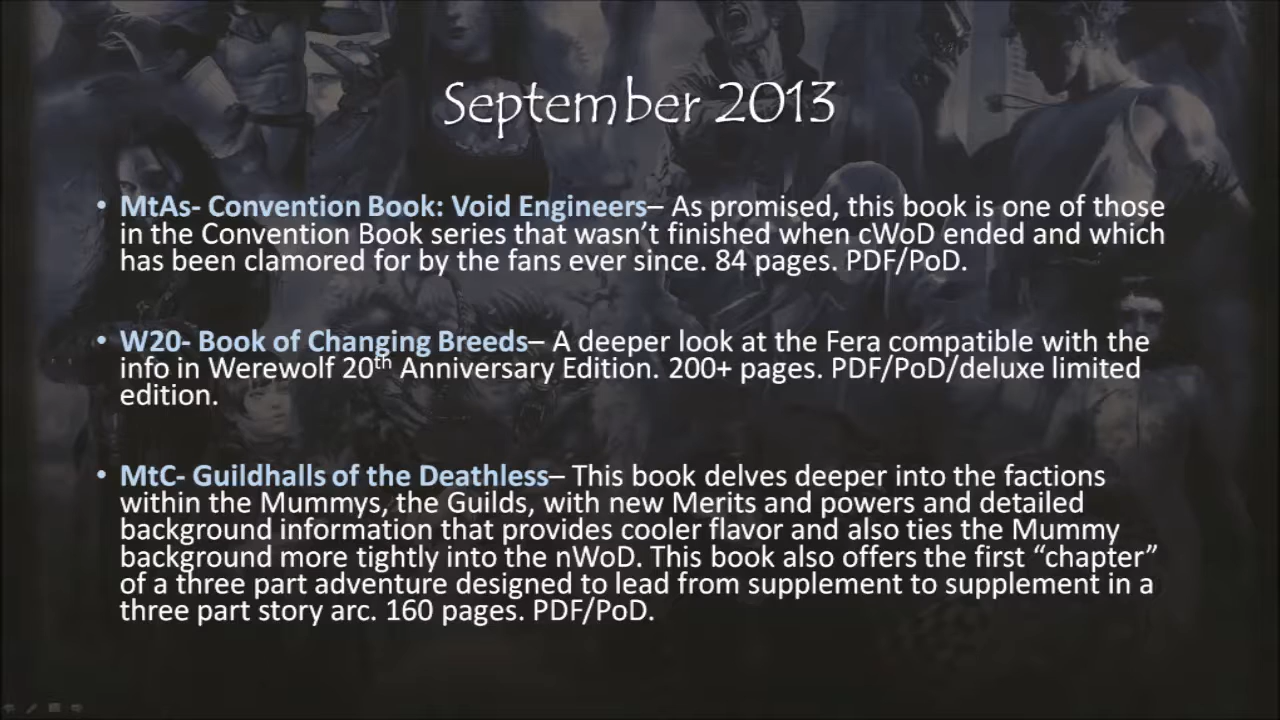 September 2013
• MtAs- Convention Book: Void Engineers– As promised, this book is one of those
in the Convention Book series that wasn’t finished when cWoD ended and which
has been clamored for by the fans ever since. 84 pages. PDF/PoD.
• W20- Book of Changing Breeds– A deeper look at the Fera compatible with the
info in Werewolf 20th Anniversary Edition. 200+ pages. PDF/PoD/deluxe limited
edition.
• MtC- Guildhalls of the Deathless– This book delves deeper into the factions
within the Mummys, the Guilds, with new Merits and powers and detailed
background information that provides cooler flavor and also ties the Mummy
background more tightly into the nWoD. This book also offers the first “chapter”
of a three part adventure designed to lead from supplement to supplement in a
three part story arc. 160 pages. PDF/PoD.